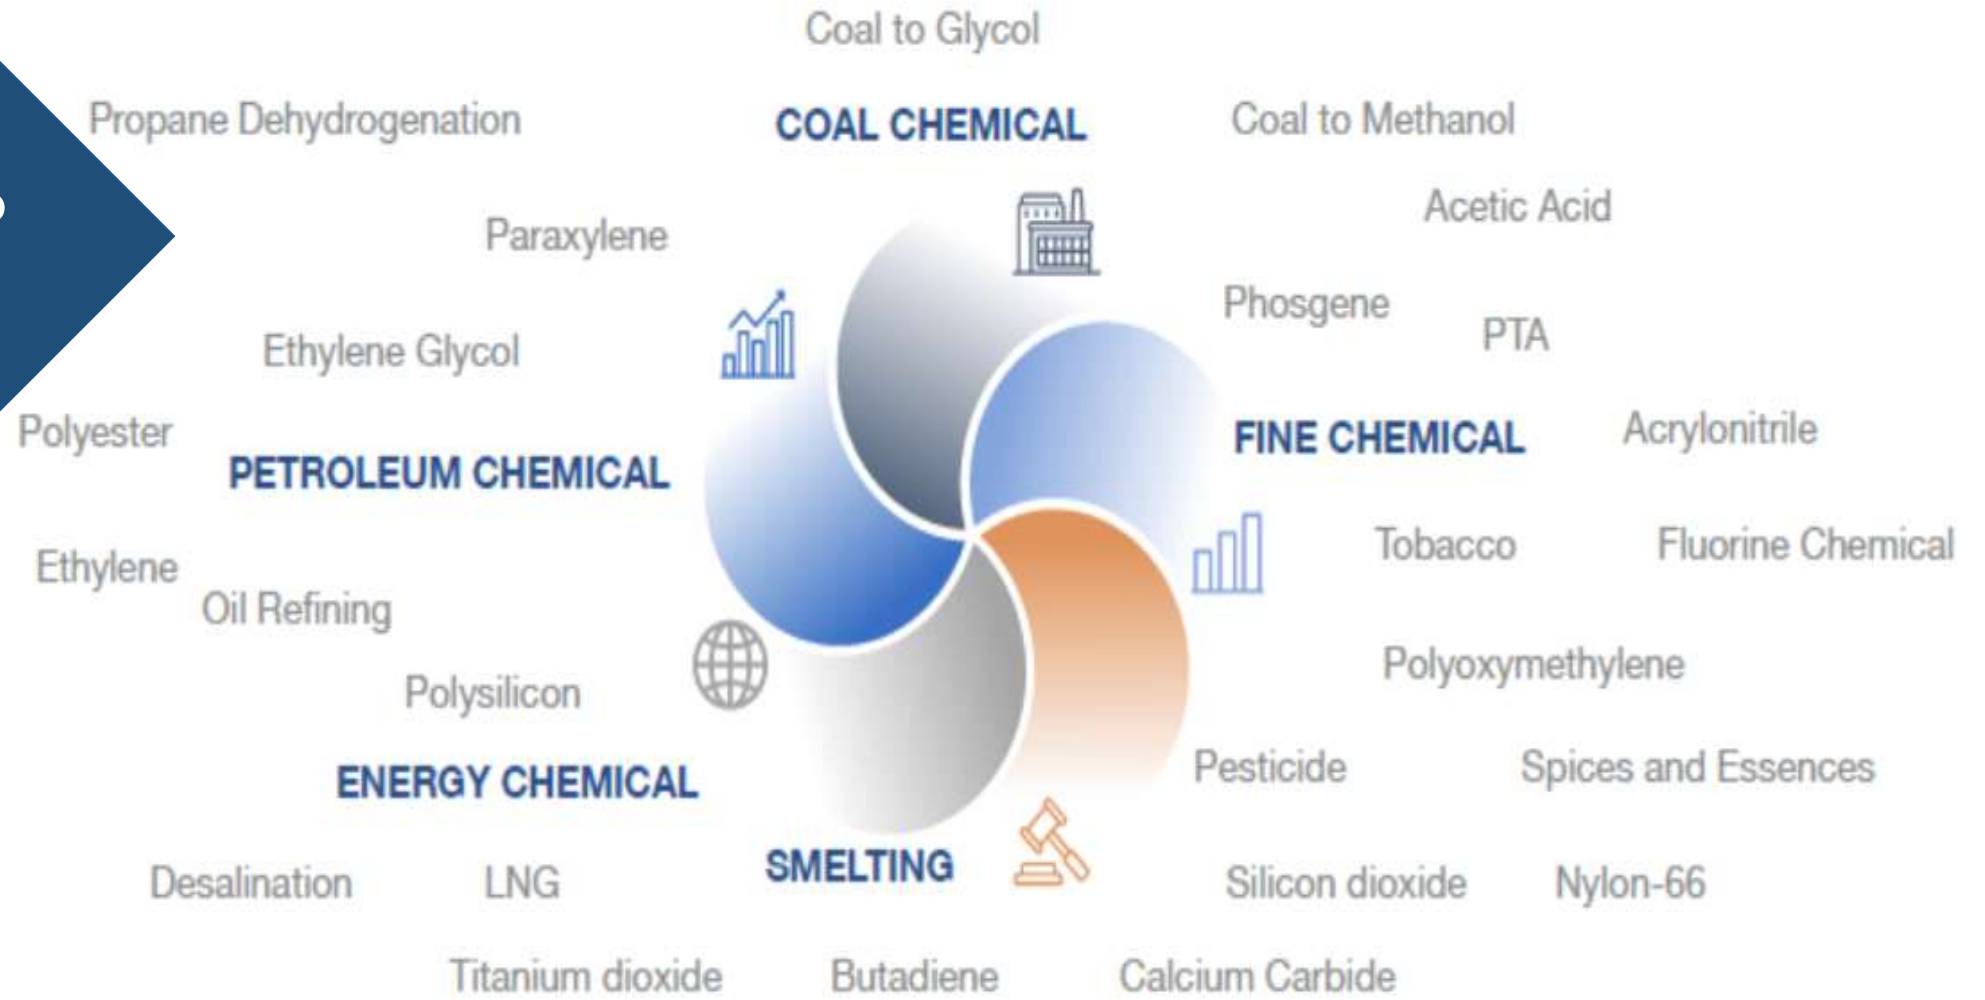 Coal to Glycol
Propane Dehydrogenation
COAL CHEMICAL
Coal to Methanol
Acetic Acid
Paraxylene
Phosgene
PTA
Ethylene Glycol
Polyester
FINE CHEMICAL
Acrylonitrile
PETROLEUM CHEMICAL
Tobacco
Fluorine Chemical
Ethylene
Oil Refining
Polyoxymethylene
Polysilicon
Pesticide
Spices and Essences
ENERGY CHEMICAL
SMELTING
Desalination
LNG
Silicon dioxide
Nylon-66
Titanium dioxide
Butadiene
Calcium Carbide